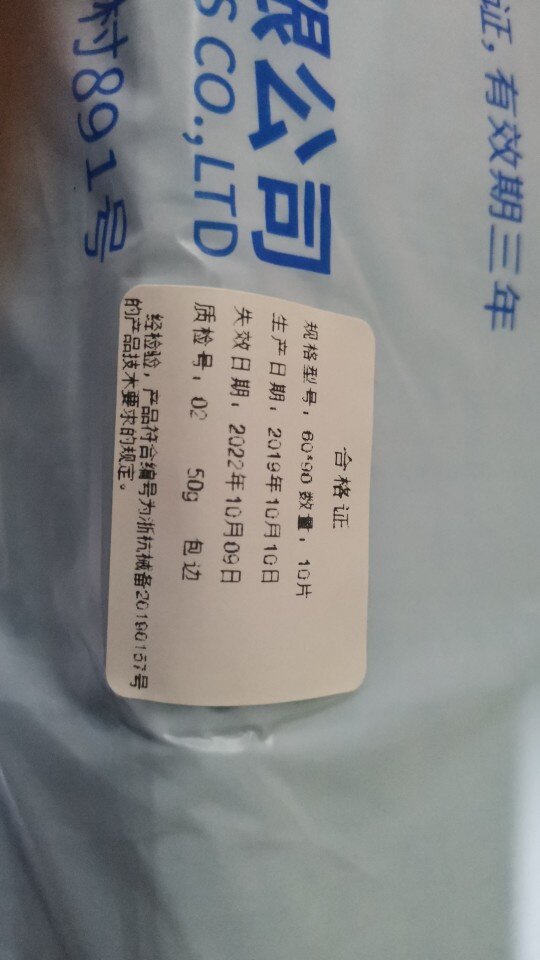 证，有效期三年
限公司
S CO.,LTD
村891号
合格证
规格型号：60*90 数量：10片
生产日期：2019年10月10日
失效日期：2022年10月09日
质检号：02 50g 包边
经检验，产品符合编号为浙杭械备20190157号
的产品技术要求的规定。